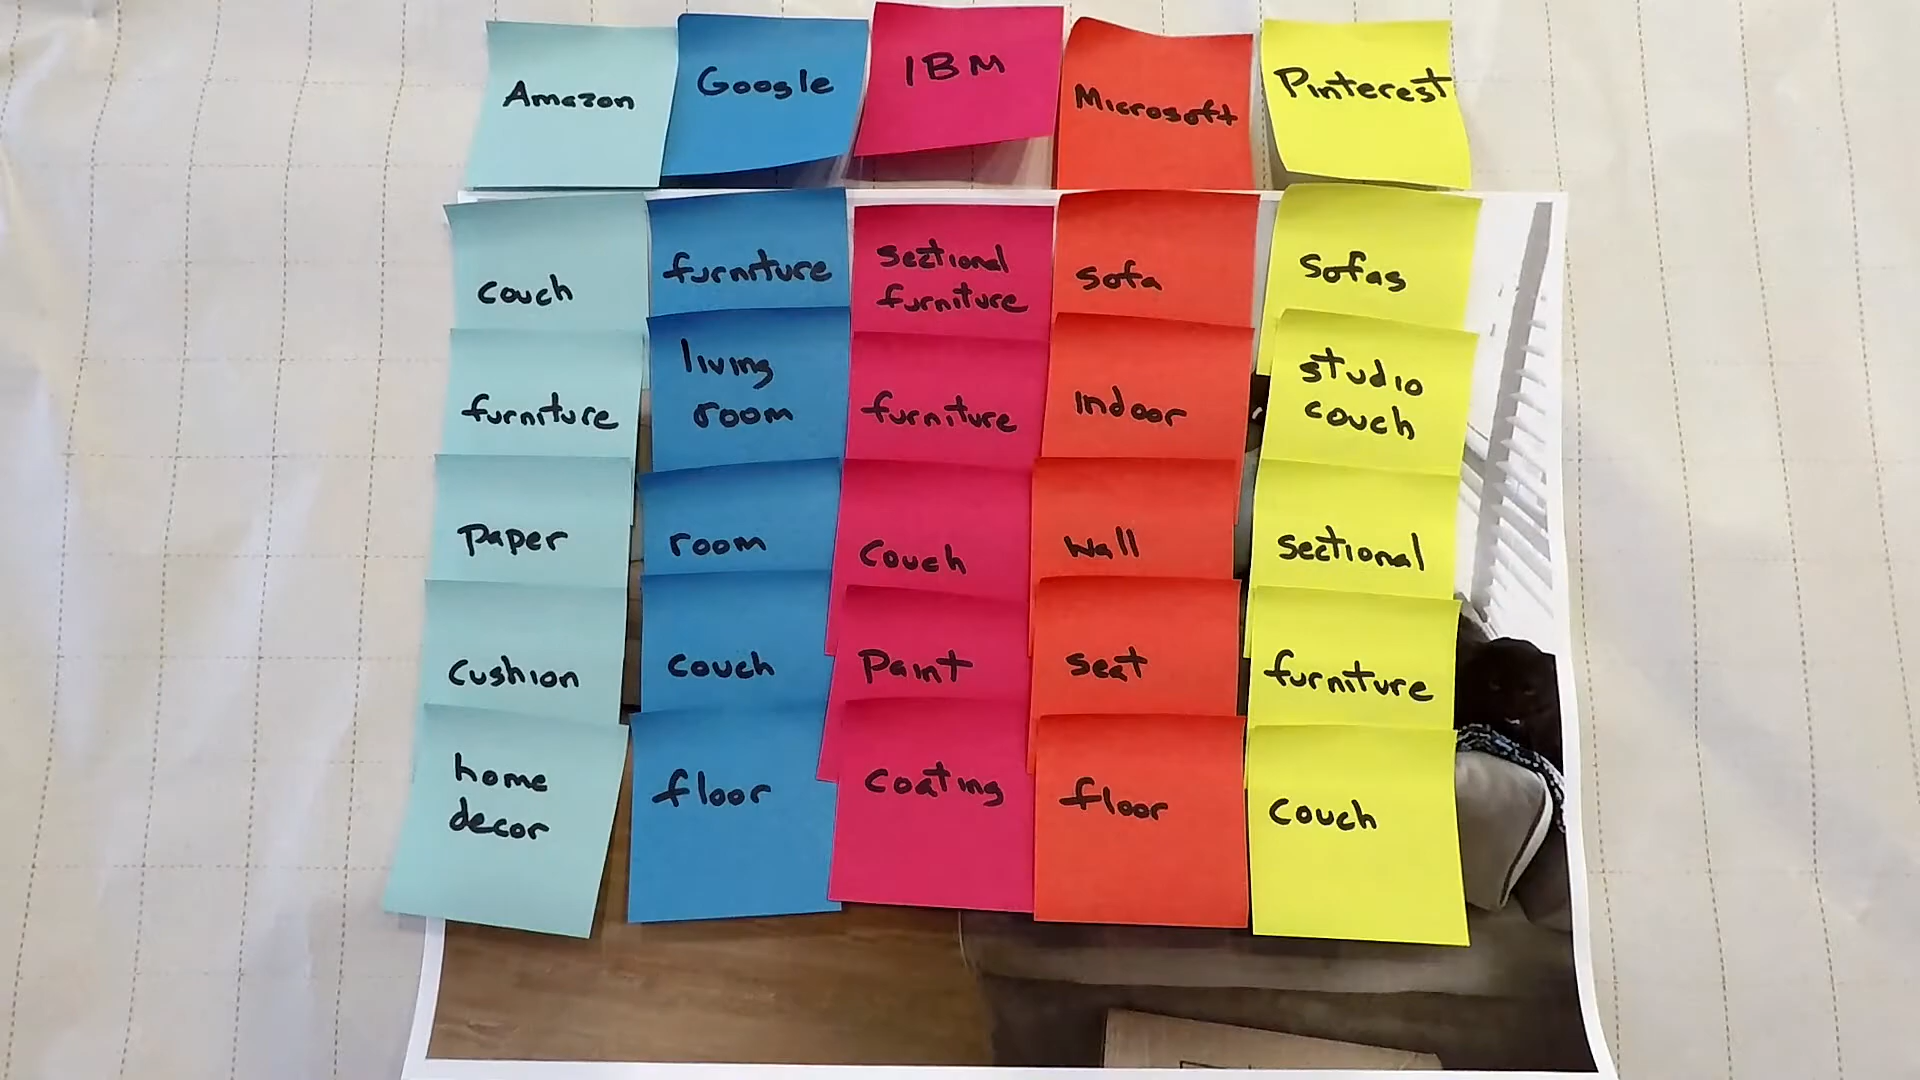 Amazon
Google
IBM
Microsoft
Pinterest
couch
furniture
sectional
furniture
sofa
sofas
furniture
living
room
furniture
indoor
studio
couch
paper
room
couch
wall
sectional
cushion
couch
paint
seat
furniture
home
decor
floor
coating
floor
couch